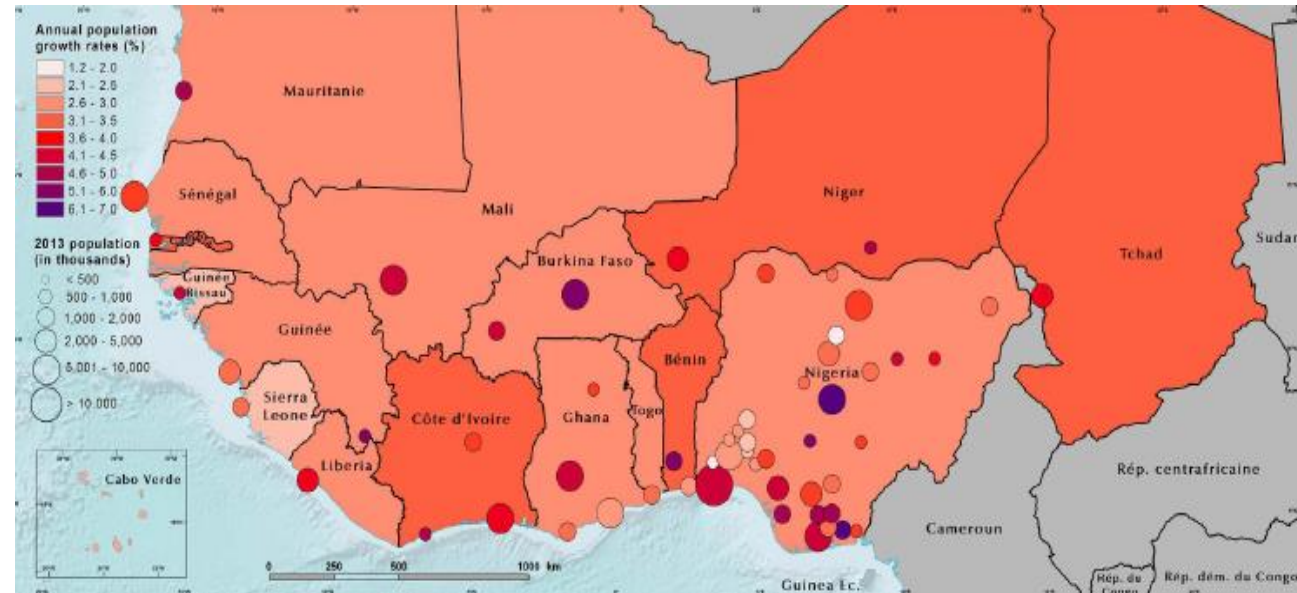 Annual population
growth rates (%)
1.2 - 2.0
2.1 - 2.5
2.6 - 3.0
3.1 - 3.5
3.6 - 4.0
4.1 - 4.5
4.6 - 5.0
5.1 - 6.0
6.1 - 7.0
2013 population
(in thousands)
< 500
500 - 1,000
1,000 - 2,000
2,000 - 5,000
5,001 - 10,000
> 10.000
Mauritanie
Sénégal
Mali
Niger
Tchad
Sudan
Burkina Faso
Guinée
Bissau
Guinée
Bénin
Nigeria
Sierra
Leone
Côte d'Ivoire
Ghana
Togo
Liberia
Cabo Verde
Rép. centrafricaine
Cameroun
Guinea Ec.
Rép. du
Congo
Rép. dém. du Congo
0 250 500 1000 km